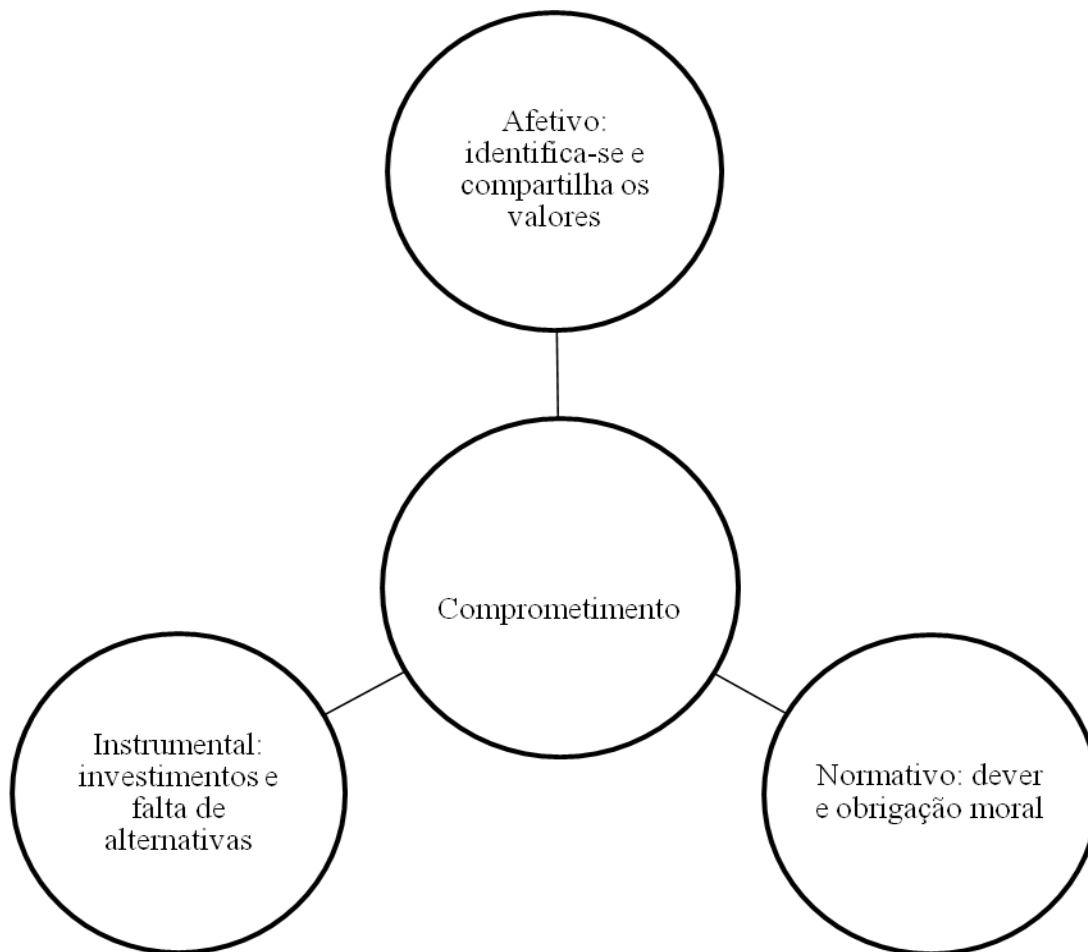 Afetivo:
identifica-se e
compartilha os
valores
Comprometimento
Instrumental:
investimentos e
falta de
alternativas
Normativo: dever
e obrigação moral